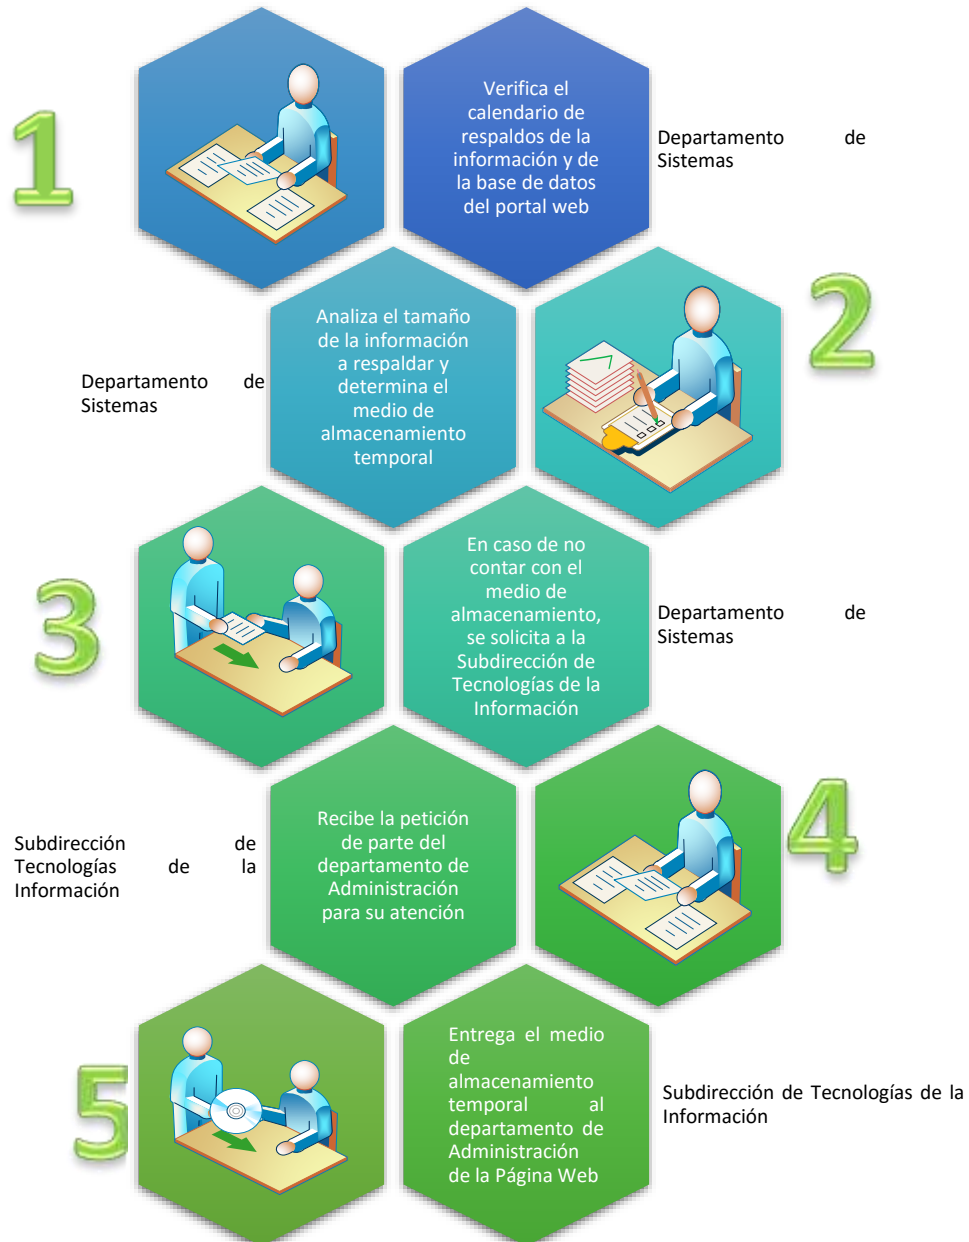 1
Verifica el
calendario de
respaldos de la
información y de
la base de datos
del portal web
Departamento de
Sistemas
2
Analiza el tamaño
de la información
a respaldar y
determina el
medio de
almacenamiento
temporal
Departamento de
Sistemas
3
En caso de no
contar con el
medio de
almacenamiento,
se solicita a la
Subdirección de
Tecnologías de la
Información
Departamento de
Sistemas
4
Recibe la petición
de parte del
departamento de
Administración
para su atención
Subdirección de
Tecnologías de la
Información
5
Entrega el medio
de
almacenamiento
temporal al
departamento de
Administración
de la Página Web
Subdirección de Tecnologías de la
Información